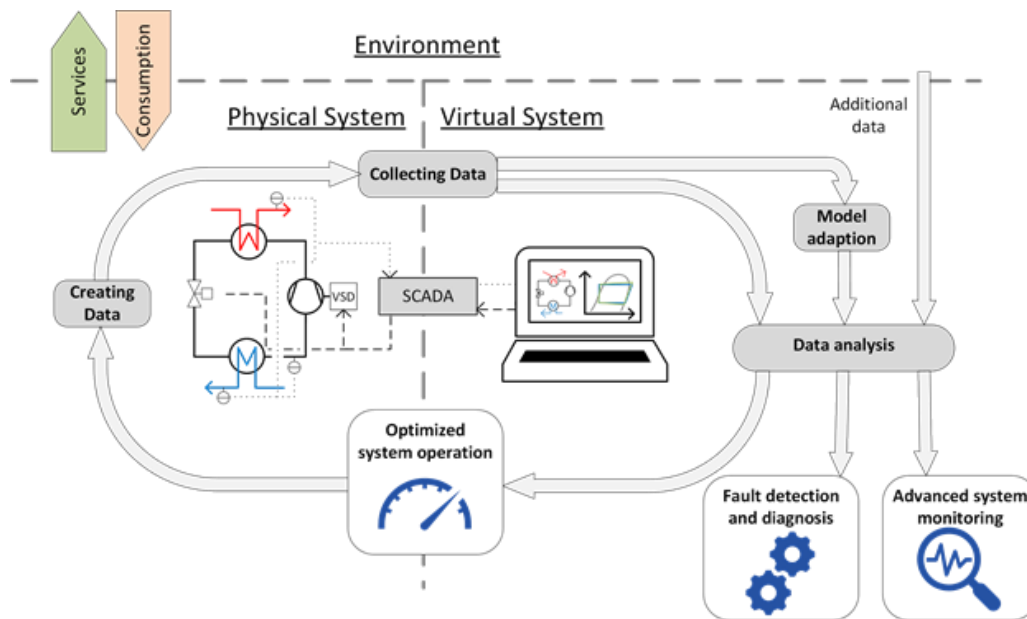 Services
Consumption
Environment
Physical System
Virtual System
Additional
data
Collecting Data
Model
adaption
Creating
Data
VSD
SCADA
Data analysis
Optimized
system operation
Fault detection
and diagnosis
Advanced system
monitoring